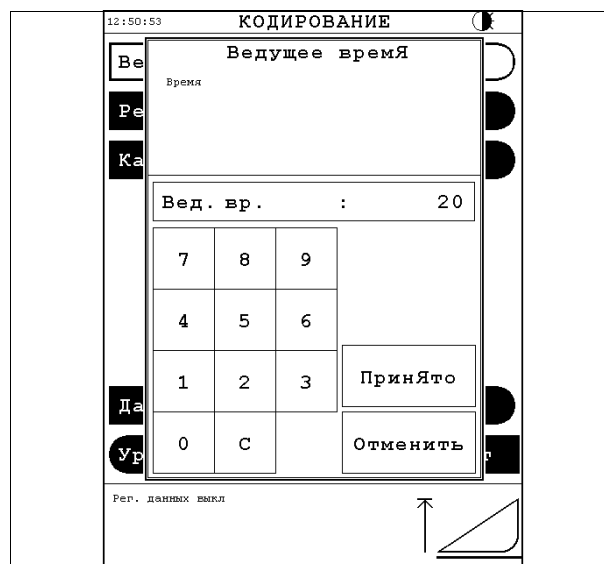 12:50:53 КОДИРОВАНИЕ
Ведущее времЯ
Время
Ве
Ре
Ка
Вед. вр. : 20
7 8 9
4 5 6
1 2 3 ПринЯто
0 C Отменить
Да
Ур
Рег. данных выкл